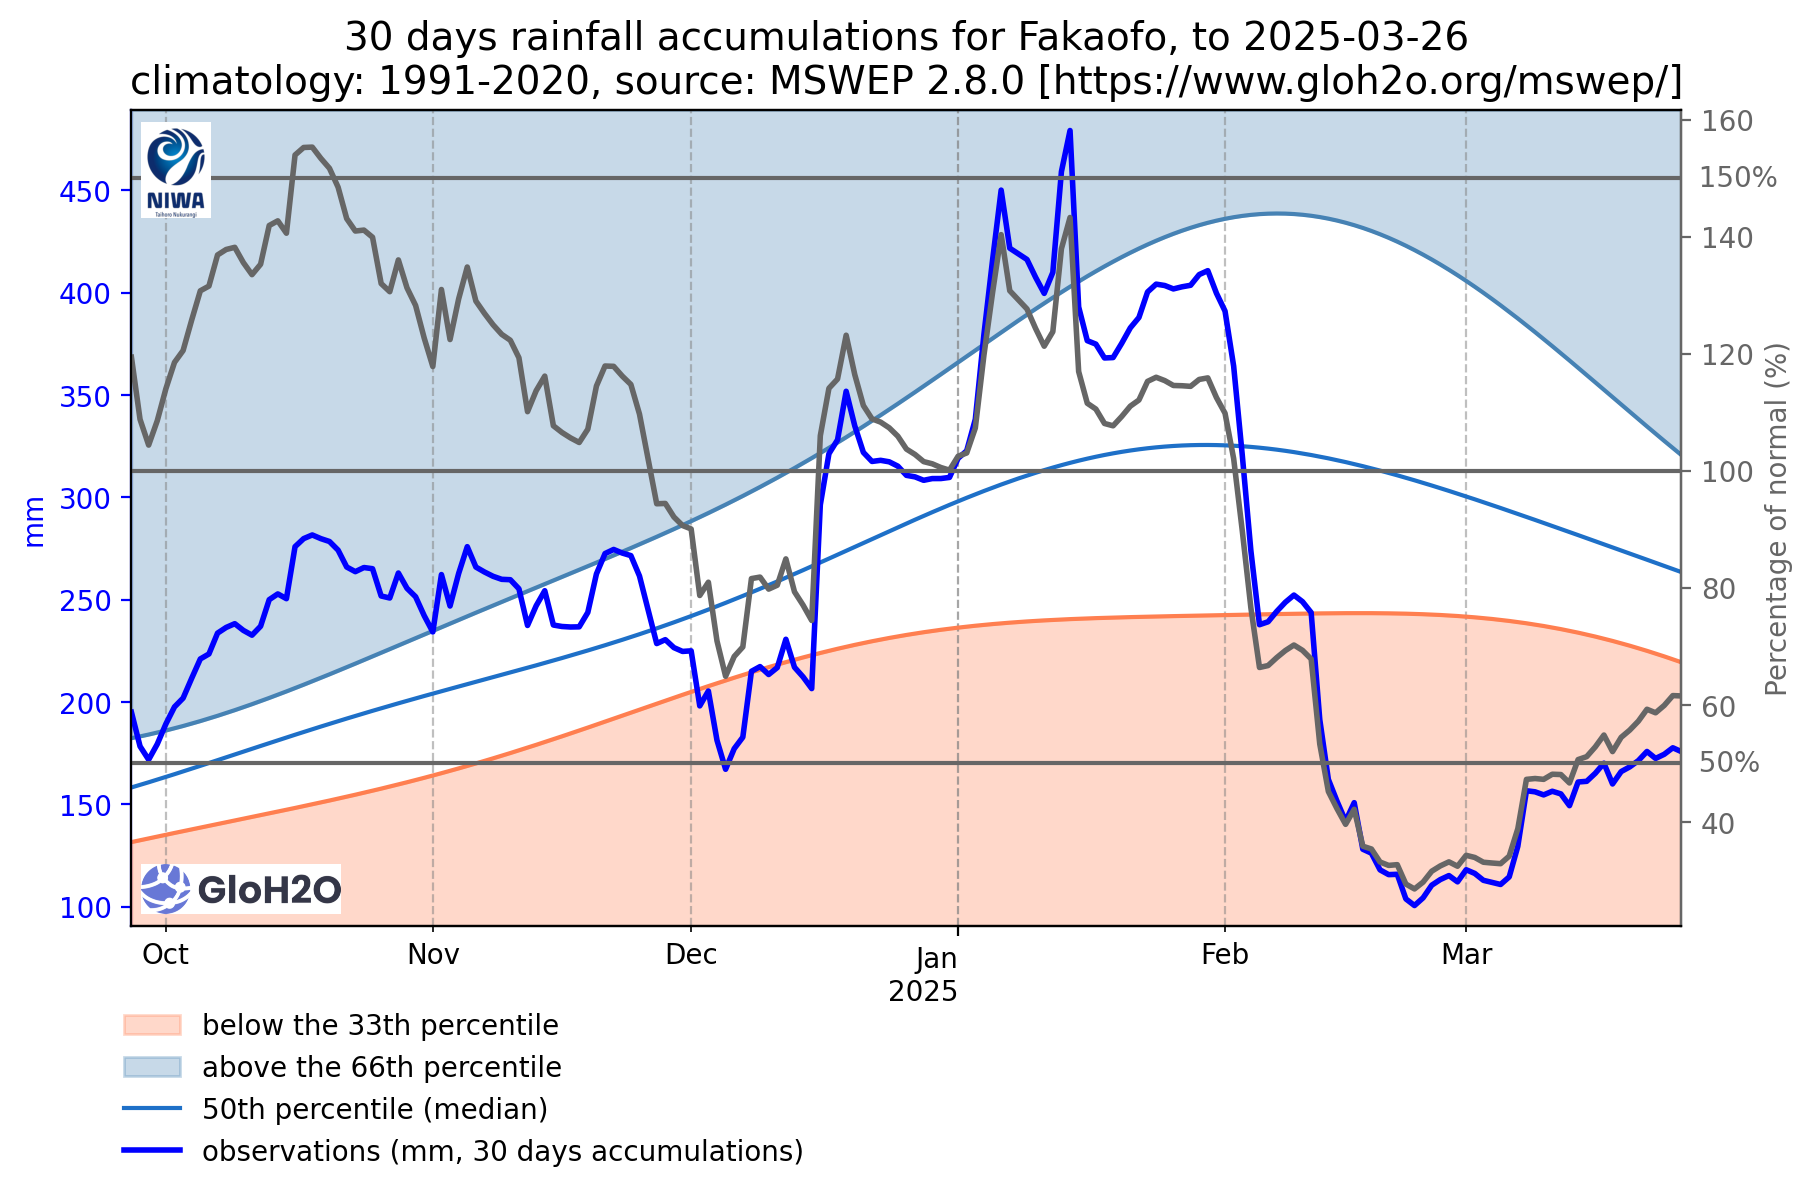 30 days rainfall accumulations for Fakaofo, to 2025-03-26
climatology: 1991-2020, source: MSWEP 2.8.0 [https://www.gloh2o.org/mswep/]
NIWA
Taihoro Nukurangi
450
400
350
300
250
200
150
100
mm
160
150%
140
120
100
80
60
50%
40
Percentage of normal (%)
GloH2O
Oct
Nov
Dec
Jan
2025
Feb
Mar
below the 33th percentile
above the 66th percentile
50th percentile (median)
observations (mm, 30 days accumulations)